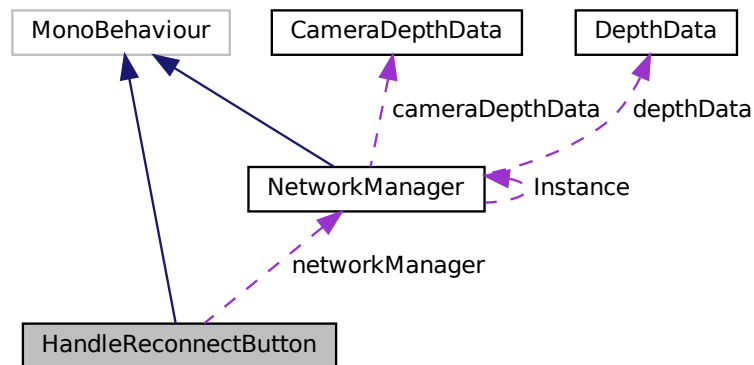 MonoBehaviour
CameraDepthData
DepthData
cameraDepthData
depthData
NetworkManager
Instance
networkManager
HandleReconnectButton